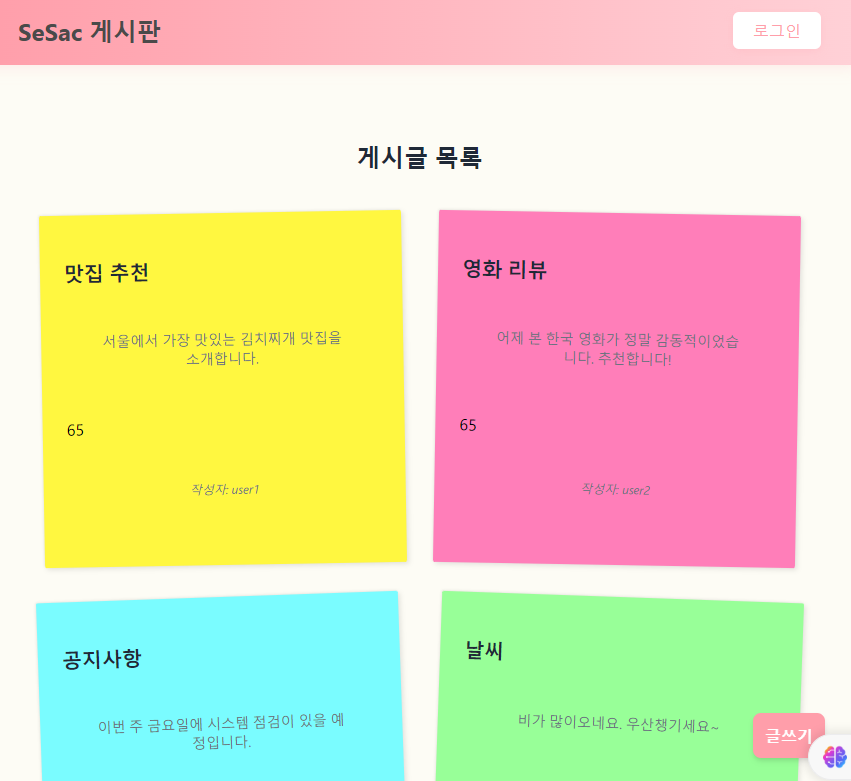 SeSac 게시판
로그인
게시글 목록
맛집 추천
서울에서 가장 맛있는 김치찌개 맛집을
소개합니다.
65
작성자: user1
영화 리뷰
어제 본 한국 영화가 정말 감동적이었습
니다. 추천합니다!
65
작성자: user2
공지사항
이번 주 금요일에 시스템 점검이 있을 예
정입니다.
날씨
비가 많이오네요. 우산챙기세요~
글쓰기